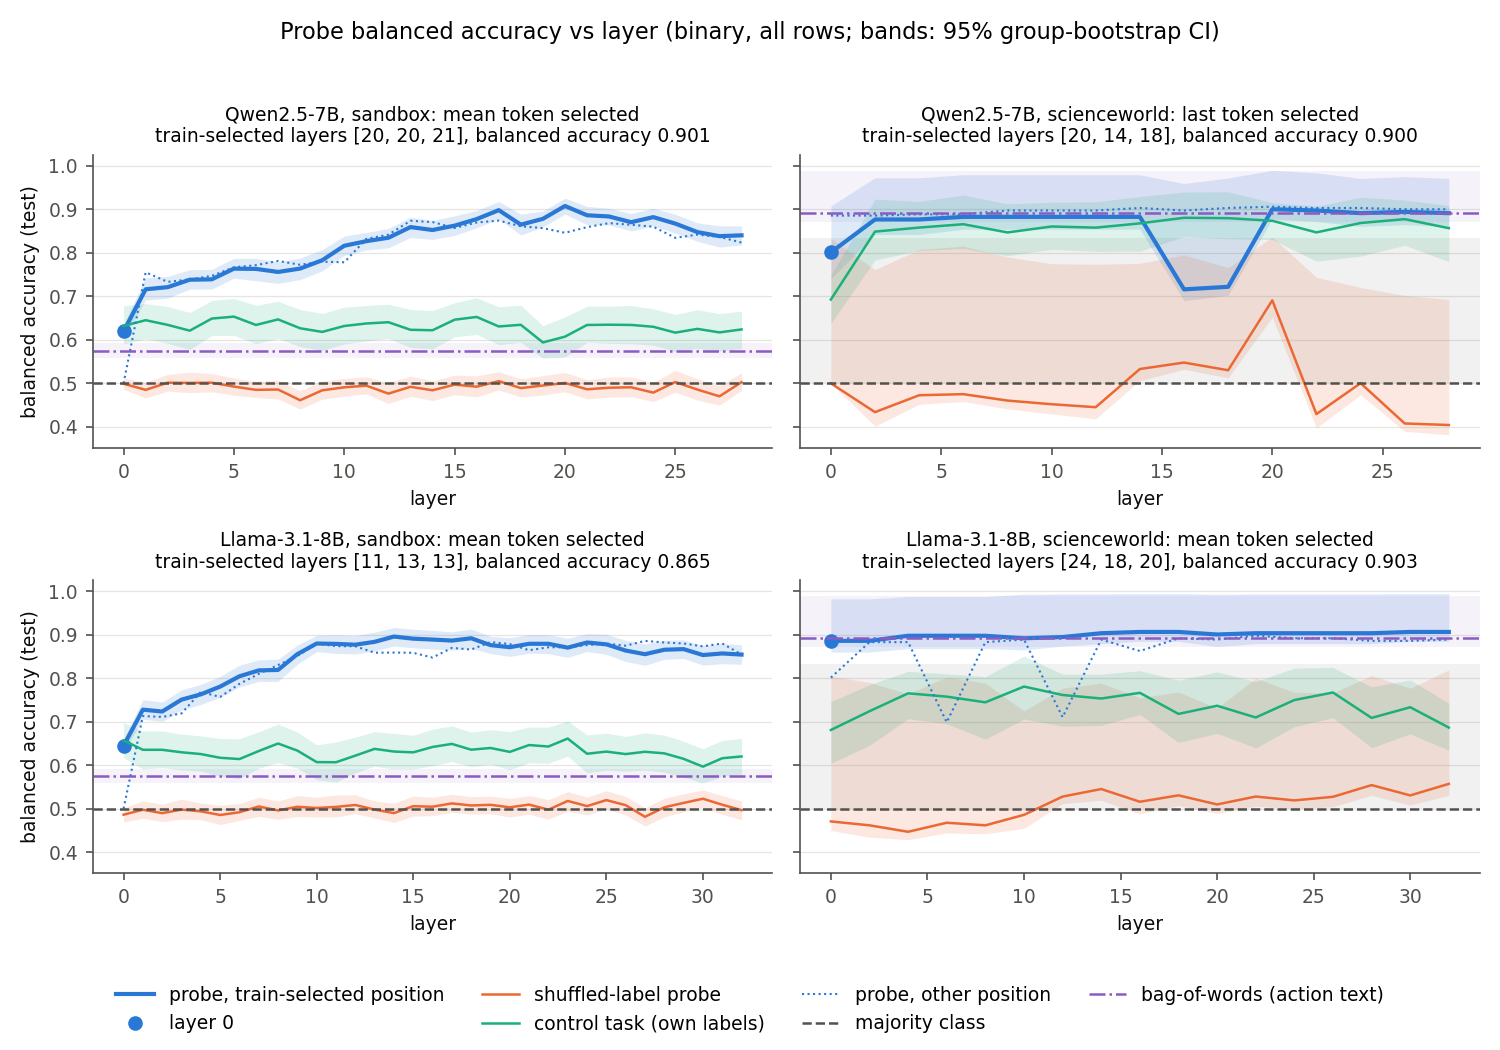 Probe balanced accuracy vs layer (binary, all rows; bands: 95% group-bootstrap CI)
Qwen2.5-7B, sandbox: mean token selected
train-selected layers [20, 20, 21], balanced accuracy 0.901
Qwen2.5-7B, scienceworld: last token selected
train-selected layers [20, 14, 18], balanced accuracy 0.900
balanced accuracy (test)
1.0
0.9
0.8
0.7
0.6
0.5
0.4
0 5 10 15 20 25
layer
0 5 10 15 20 25
layer
Llama-3.1-8B, sandbox: mean token selected
train-selected layers [11, 13, 13], balanced accuracy 0.865
Llama-3.1-8B, scienceworld: mean token selected
train-selected layers [24, 18, 20], balanced accuracy 0.903
balanced accuracy (test)
1.0
0.9
0.8
0.7
0.6
0.5
0.4
0 5 10 15 20 25 30
layer
0 5 10 15 20 25 30
layer
probe, train-selected position
layer 0
shuffled-label probe
control task (own labels)
probe, other position
majority class
bag-of-words (action text)